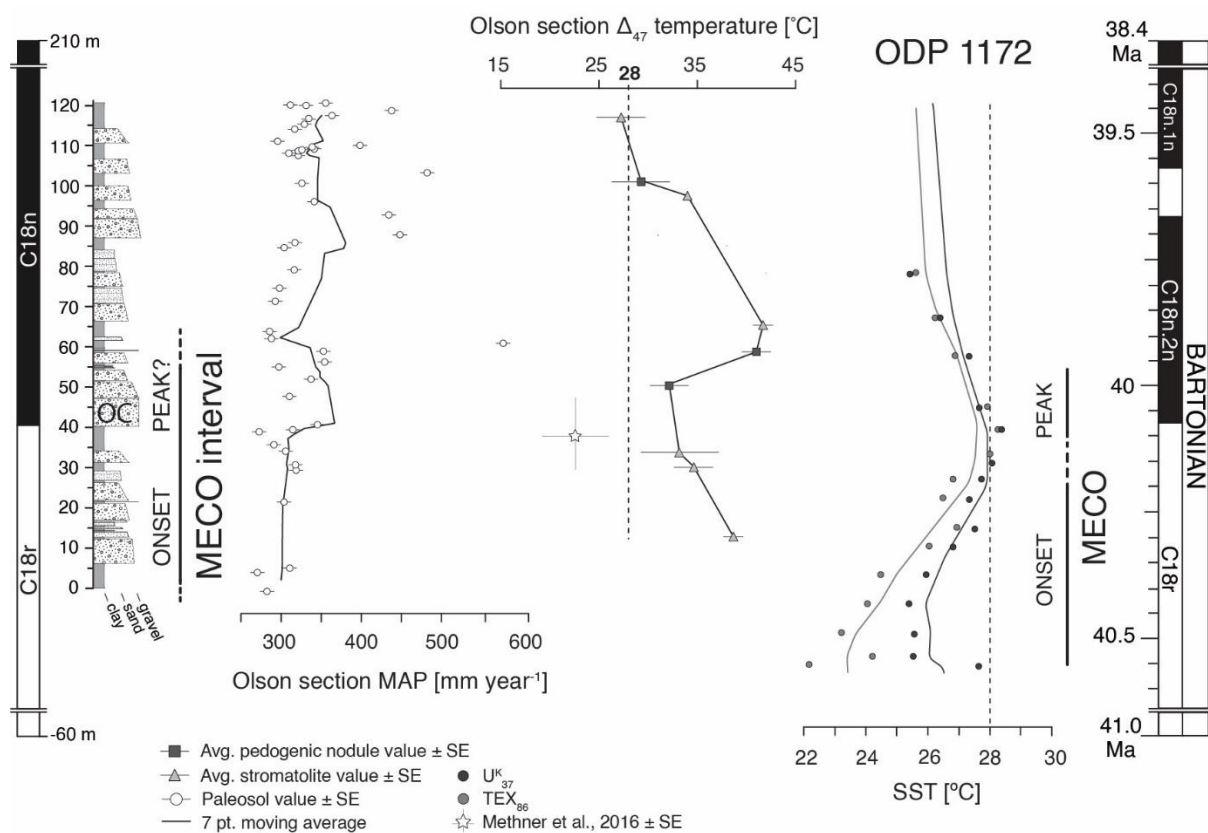 Olson section Δ47 temperature [°C]
15
25
28
35
45
ODP 1172
210 m
C18n
C18r
-60 m
120
110
100
90
80
70
60
50
40
30
20
10
0
OC
clay
sand
gravel
PEAK?
ONSET
MECO interval
300
400
500
600
Olson section MAP [mm year-1]
38.4
Ma
39.5
40
40.5
41.0
Ma
C18n.1n
C18n.2n
C18r
BARTONIAN
PEAK
ONSET
MECO
22
24
26
28
30
SST [ºC]
Avg. pedogenic nodule value ± SE
Avg. stromatolite value ± SE
Paleosol value ± SE
7 pt. moving average
UK37
TEX86
Methner et al., 2016 ± SE